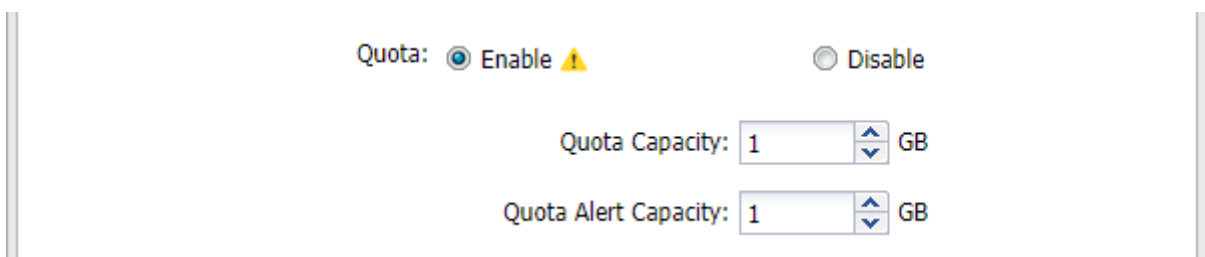 Quota: Enable Disable
Quota Capacity: 1 GB
Quota Alert Capacity: 1 GB